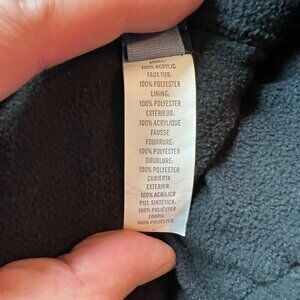 SHELL:
100% ACRYLIC
FAUX FUR:
100% POLYESTER
LINING:
100% POLYESTER
EXTÉRIEUR:
100% ACRYLIQUE
FAUSSE
FOURRURE:
100% POLYESTER
DOUBLURE:
100% POLYESTER
CUBIERTA
EXTERIOR:
100% ACRÍLICO
PIEL SINTÉTICA:
100% POLIÉSTER
FORRO:
100% POLIÉSTER